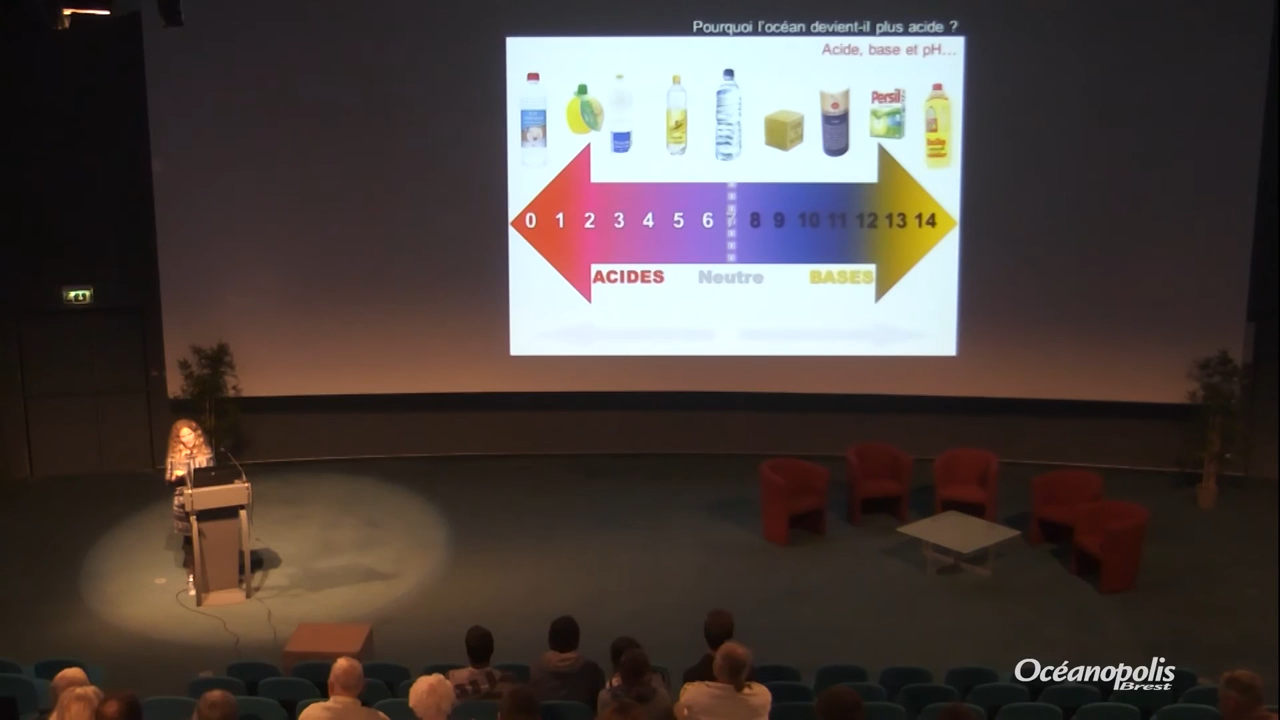 Pourquoi l'océan devient-il plus acide ?
Acide, base et pH...
Persil
0 1 2 3 4 5 6 7 8 9 10 11 12 13 14
ACIDES Neutre BASES
Océanopolis
Brest